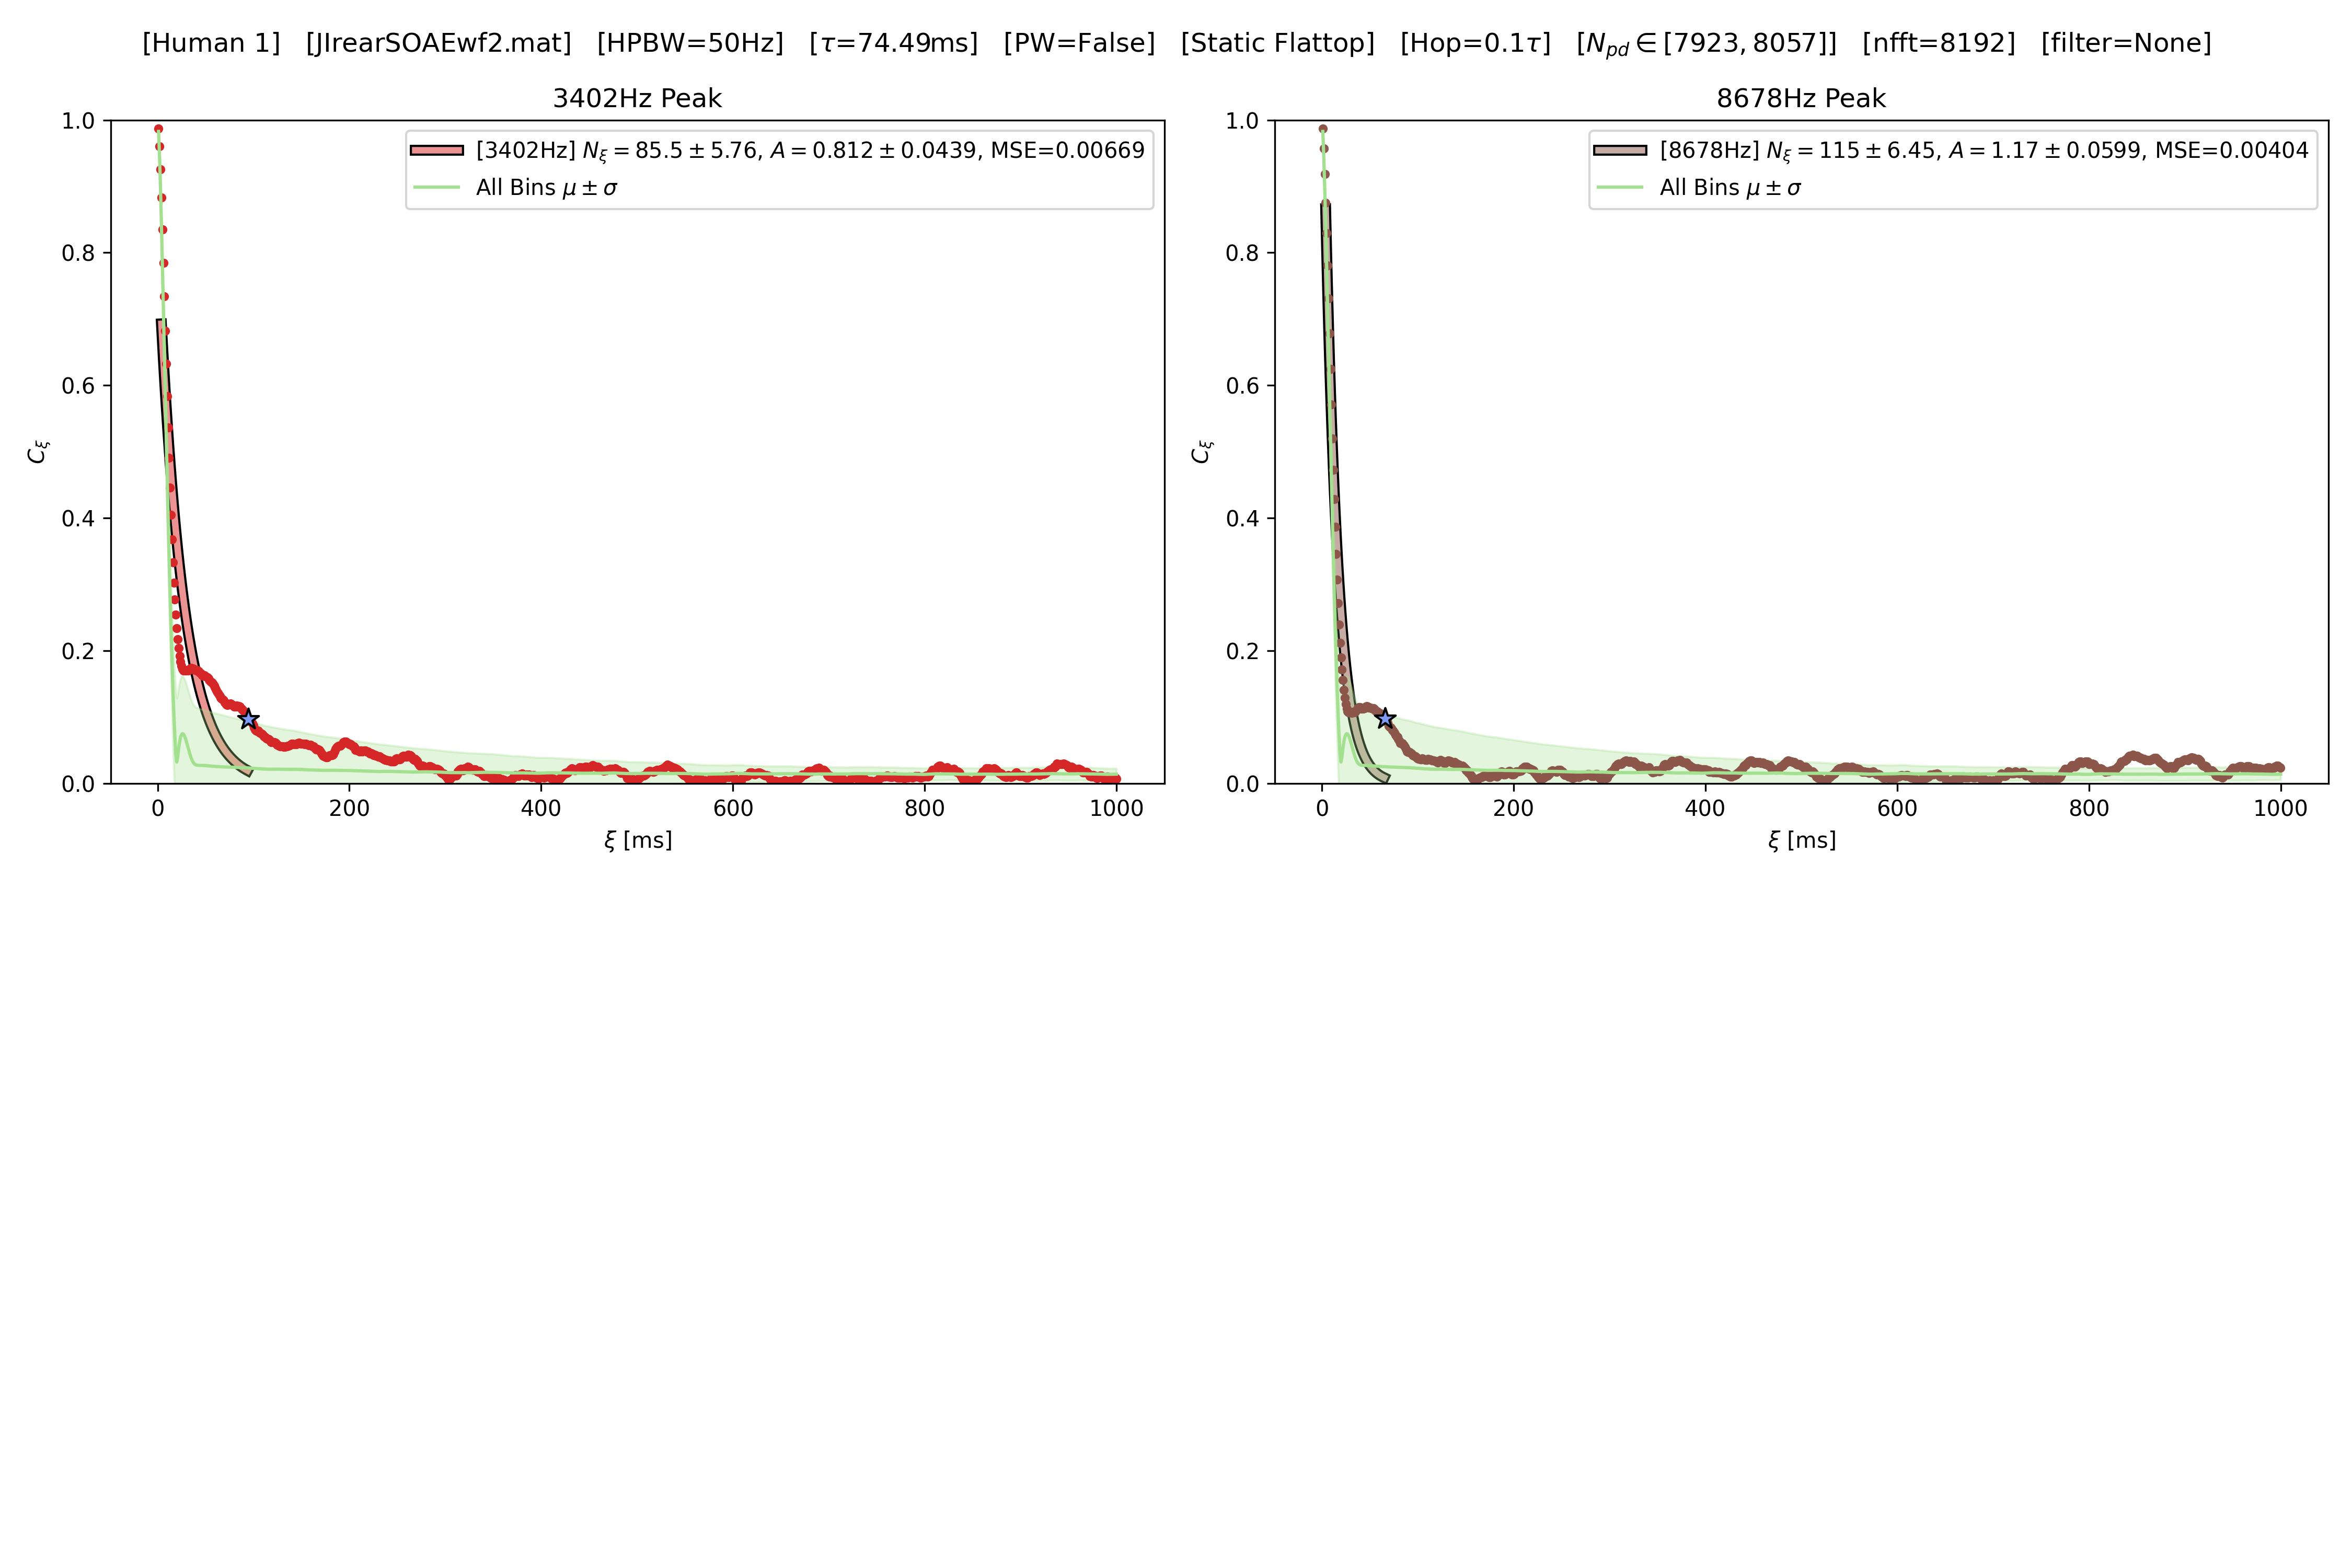 [Human 1] [JIrearSOAEwf2.mat] [HPBW=50Hz] [τ=74.49ms] [PW=False] [Static Flattop] [Hop=0.1τ] [N_{pd} ∈ [7923, 8057]] [nfft=8192] [filter=None]
3402Hz Peak
[3402Hz] N_ξ = 85.5 ± 5.76, A = 0.812 ± 0.0439, MSE=0.00669
All Bins μ ± σ
1.0
0.8
0.6
0.4
0.2
0.0
C_ξ
0 200 400 600 800 1000
ξ [ms]
8678Hz Peak
[8678Hz] N_ξ = 115 ± 6.45, A = 1.17 ± 0.0599, MSE=0.00404
All Bins μ ± σ
1.0
0.8
0.6
0.4
0.2
0.0
C_ξ
0 200 400 600 800 1000
ξ [ms]